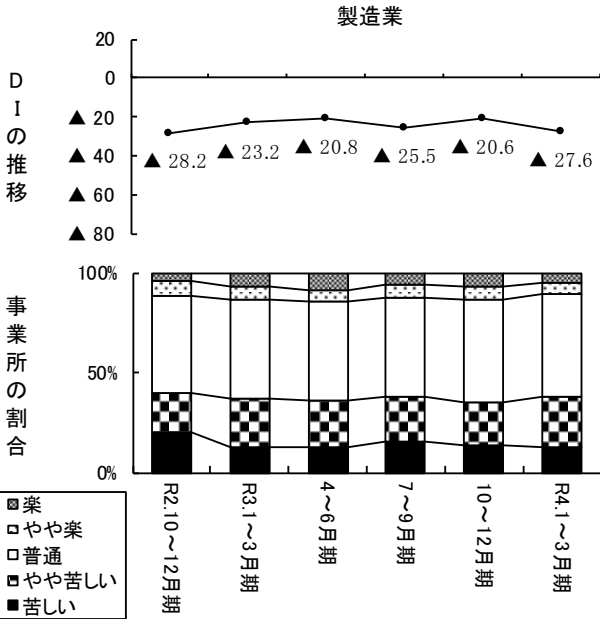 製造業
DIの推移
20
0
▲ 20
▲ 40
▲ 60
▲ 80
▲ 28.2
▲ 23.2
▲ 20.8
▲ 25.5
▲ 20.6
▲ 27.6
事業所の割合
100%
50%
0%
R2.10～12月期
R3.1～3月期
4～6月期
7～9月期
10～12月期
R4.1～3月期
楽
やや楽
普通
やや苦しい
苦しい